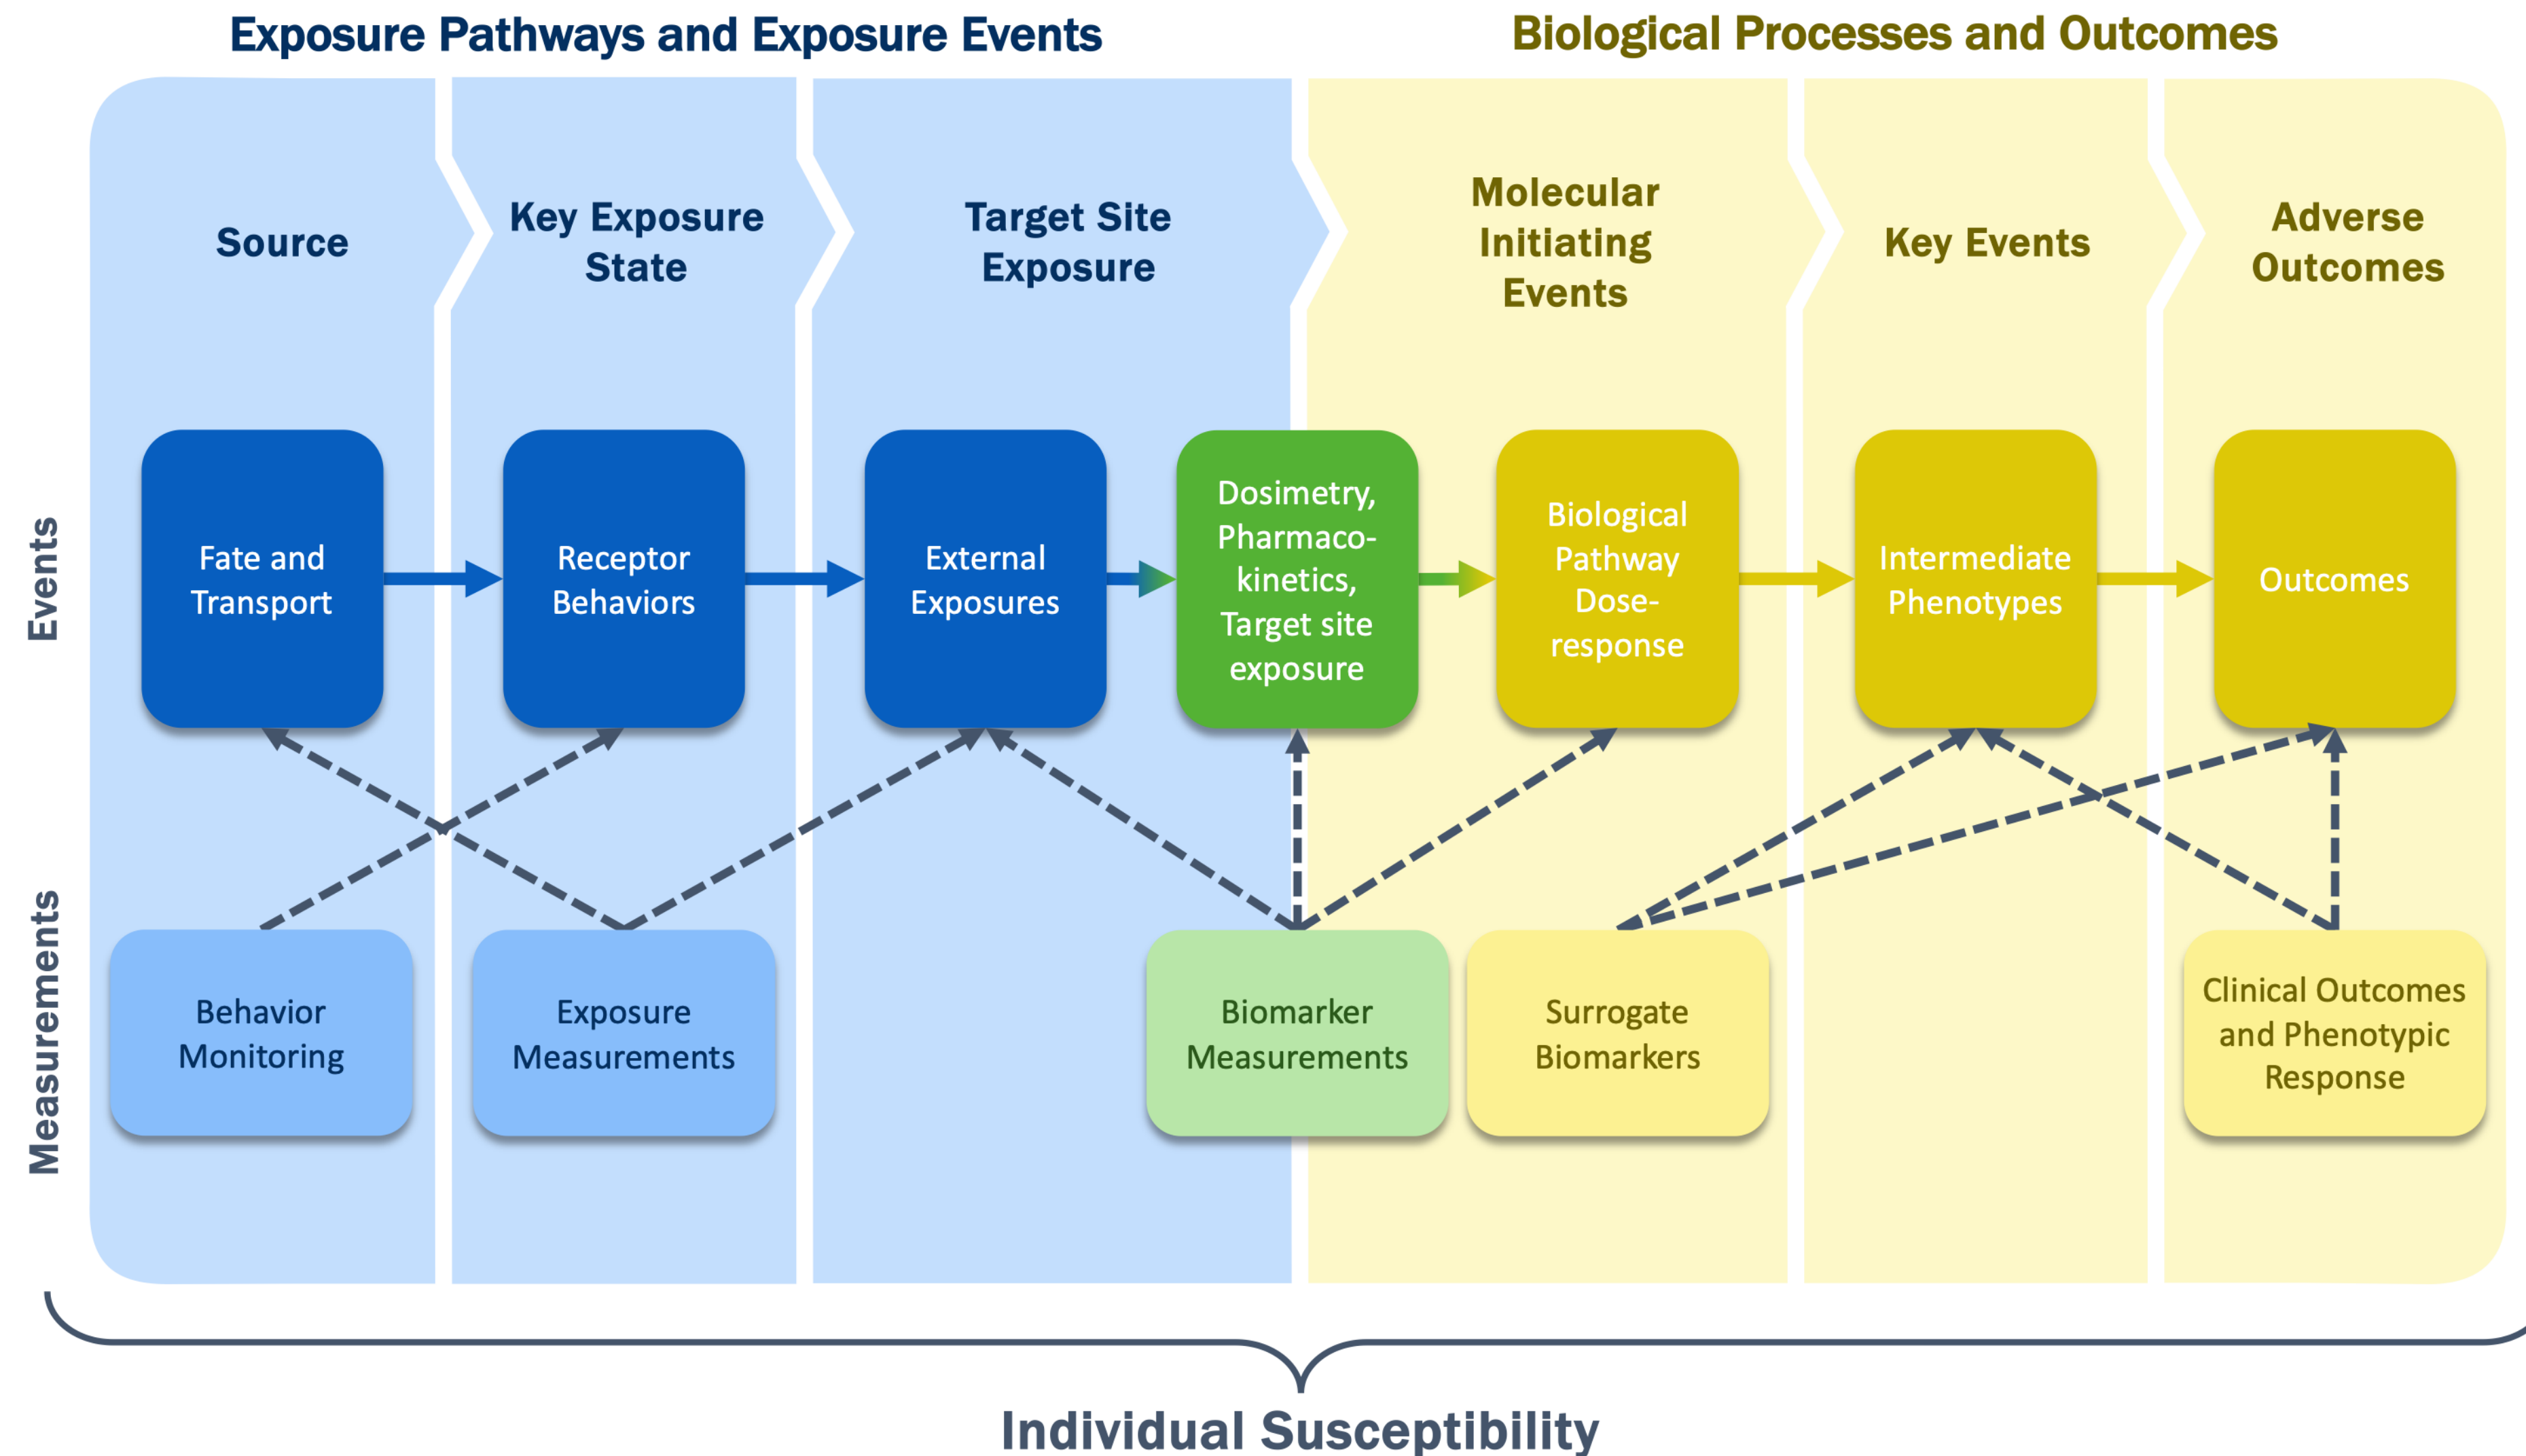 Exposure Pathways and Exposure Events
Biological Processes and Outcomes
Source
Key Exposure
State
Target Site
Exposure
Molecular
Initiating
Events
Key Events
Adverse
Outcomes
Events
Fate and
Transport
Receptor
Behaviors
External
Exposures
Dosimetry,
Pharmaco-
kinetics,
Target site
exposure
Biological
Pathway
Dose-
response
Intermediate
Phenotypes
Outcomes
Measurements
Behavior
Monitoring
Exposure
Measurements
Biomarker
Measurements
Surrogate
Biomarkers
Clinical Outcomes
and Phenotypic
Response
Individual Susceptibility